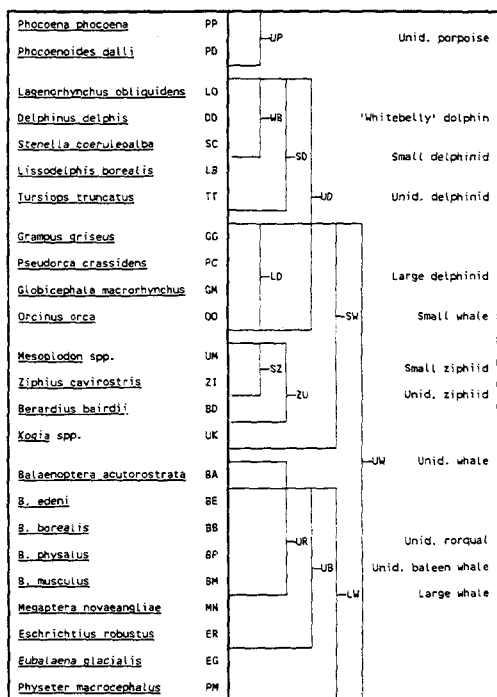 Phocoena phocoena PP
UP Unid. porpoise
Phocoenoides dalli PD
Lagenorhynchus obliquidens LO
Delphinus delphis DD WB 'Whitebelly' dolphin
Stenella coeruleoalba SC SD Small delphinid
Lissodelphis borealis LB
Tursiops truncatus TT UD Unid. delphinid
Grampus griseus GG
Pseudorca crassidens PC LD Large delphinid
Globicephala macrorhynchus GM
Orcinus orca OO SW Small whale
Mesoplodon spp. UM SZ Small ziphiid
Ziphius cavirostris ZI ZU Unid. ziphiid
Berardius bairdii BD
Kogia spp. UK
UW Unid. whale
Balaenoptera acutorostrata BA
B. edeni BE
B. borealis BB
UR Unid. rorqual
B. physalus BP
UB Unid. baleen whale
B. musculus BM
LW Large whale
Megaptera novaeangliae MN
Eschrichtius robustus ER
Eubalaena glacialis EG
Physeter macrocephalus PM